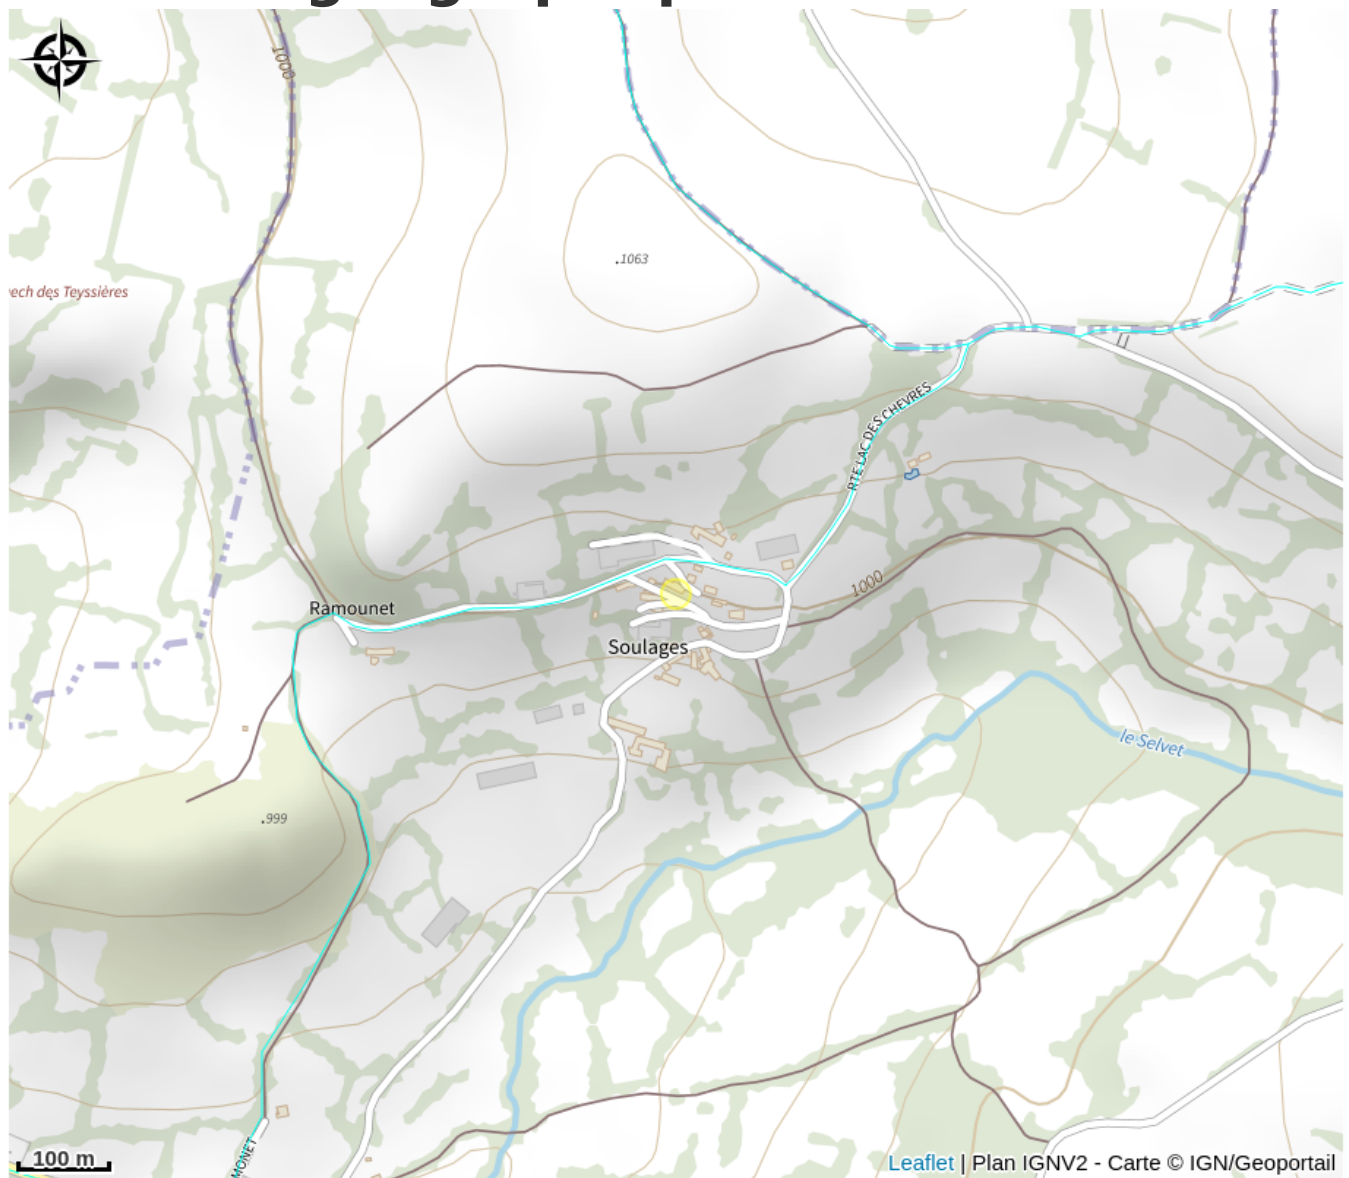 1000
.1063
ech des Teyssières
RTE LAC DES CHEVRES
1000
Ramounet
Soulages
le Selvet
.999
MONET
100 m
Leaflet | Plan IGNV2 - Carte © IGN/Geoportail